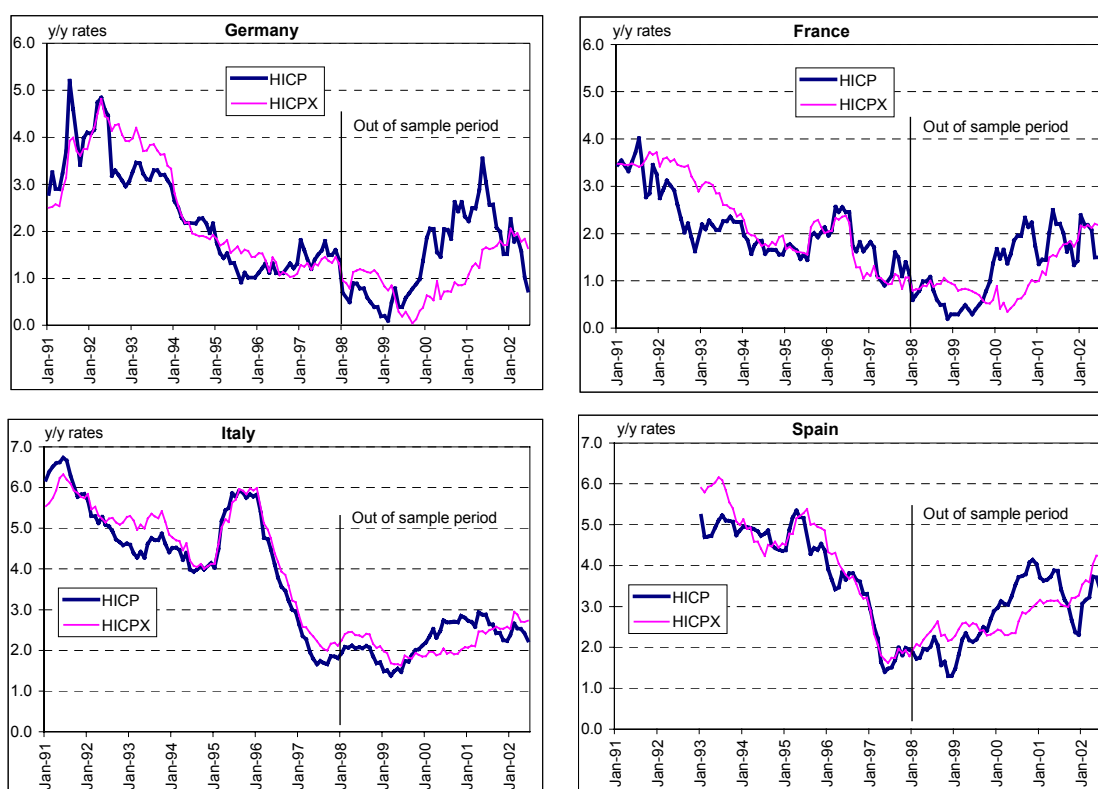 y/y rates Germany
6.0
5.0
4.0
3.0
2.0
1.0
0.0
HICP
HICPX
Out of sample period
Jan-91 Jan-92 Jan-93 Jan-94 Jan-95 Jan-96 Jan-97 Jan-98 Jan-99 Jan-00 Jan-01 Jan-02
y/y rates France
6.0
5.0
4.0
3.0
2.0
1.0
0.0
HICP
HICPX
Out of sample period
Jan-91 Jan-92 Jan-93 Jan-94 Jan-95 Jan-96 Jan-97 Jan-98 Jan-99 Jan-00 Jan-01 Jan-02
y/y rates Italy
7.0
6.0
5.0
4.0
3.0
2.0
1.0
0.0
Out of sample period
HICP
HICPX
Jan-91 Jan-92 Jan-93 Jan-94 Jan-95 Jan-96 Jan-97 Jan-98 Jan-99 Jan-00 Jan-01 Jan-02
y/y rates Spain
7.0
6.0
5.0
4.0
3.0
2.0
1.0
0.0
Out of sample period
HICP
HICPX
Jan-91 Jan-92 Jan-93 Jan-94 Jan-95 Jan-96 Jan-97 Jan-98 Jan-99 Jan-00 Jan-01 Jan-02